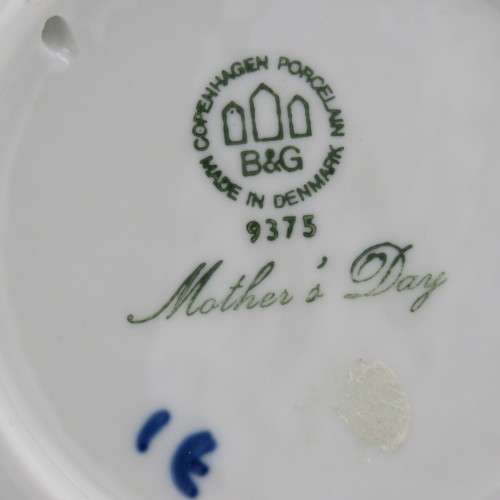 COPENHAGEN PORCELAIN
B&G
MADE IN DENMARK
9375
Mother's Day